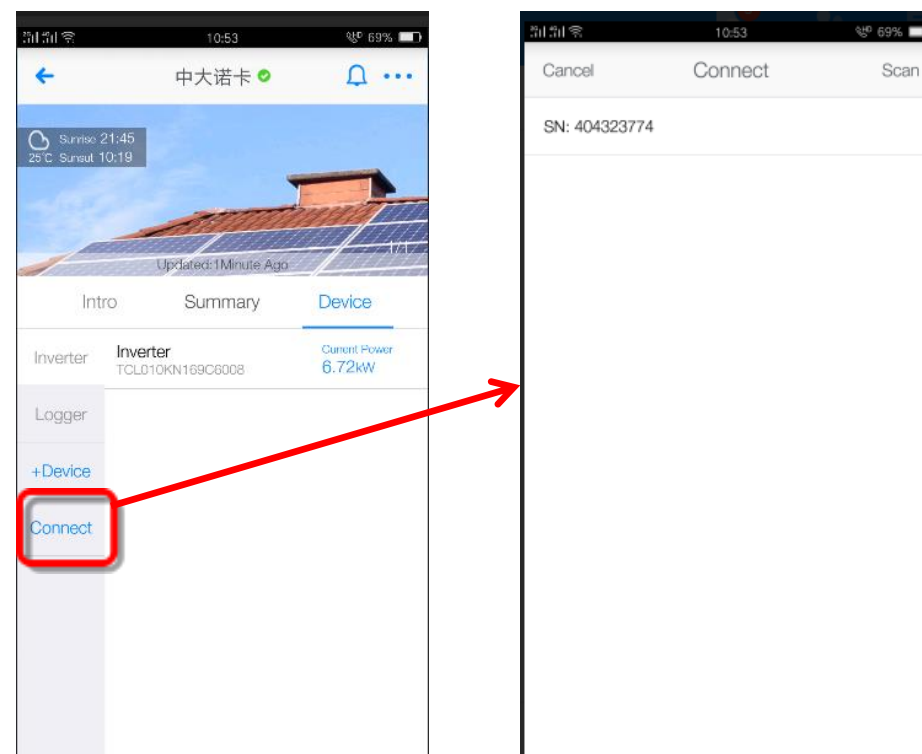 10:53
69%
中大诺卡
Sunrise 21:45
25°C Sunsut 10:19
1/1
Updated:1Minute Ago
Intro Summary Device
Inverter
Inverter
TCL010KN169C6008
Current Power
6.72kW
Logger
+Device
Connect
10:53
69%
Cancel Connect Scan
SN: 404323774